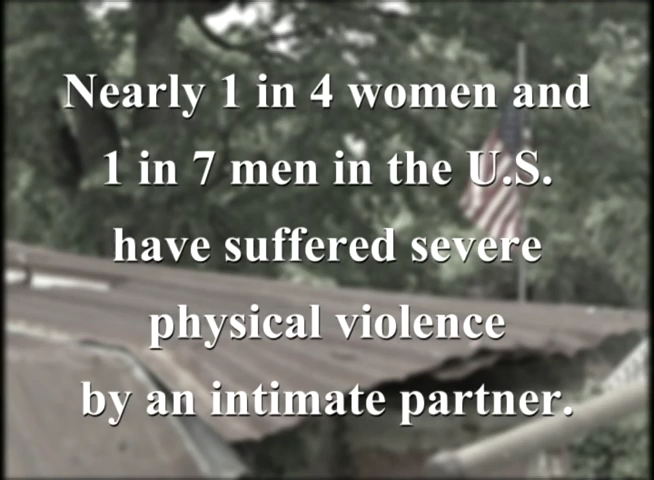 Nearly 1 in 4 women and
1 in 7 men in the U.S.
have suffered severe
physical violence
by an intimate partner.